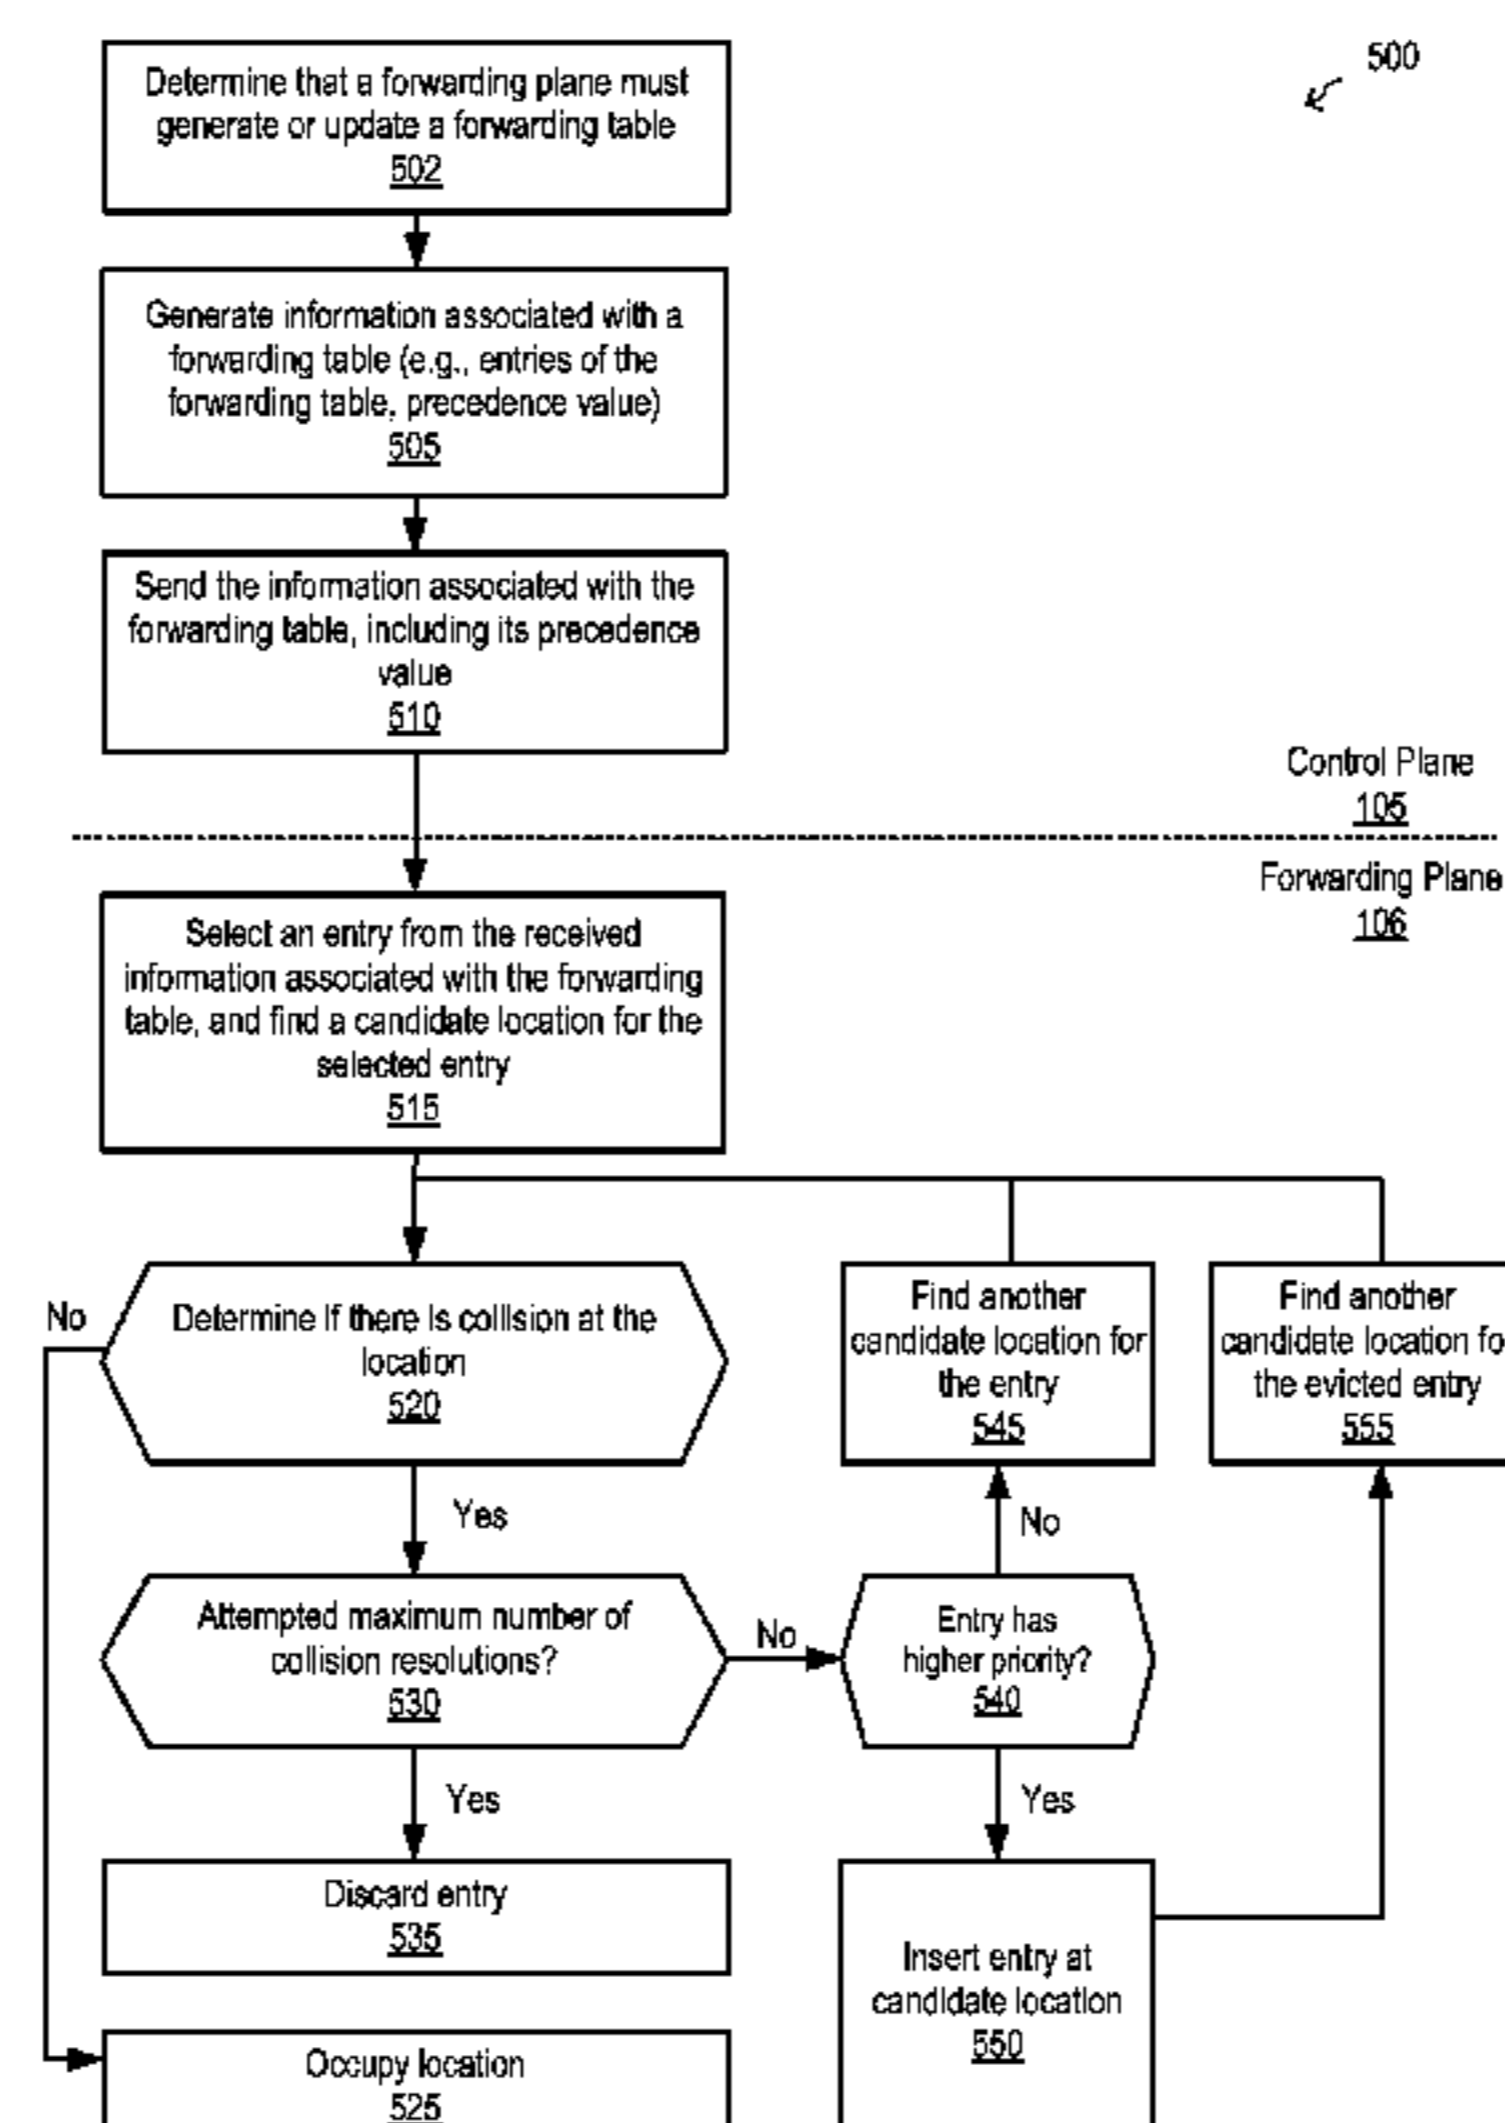 500
Determine that a forwarding plane must
generate or update a forwarding table
502
Generate information associated with a
forwarding table (e.g., entries of the
forwarding table, precedence value)
505
Send the information associated with the
forwarding table, including its precedence
value
510
Control Plane
105
Forwarding Plane
106
Select an entry from the received
information associated with the forwarding
table, and find a candidate location for the
selected entry
515
No
Determine if there is collision at the
location
520
Find another
candidate location for
the entry
545
Find another
candidate location fo
the evicted entry
555
Yes
No
Attempted maximum number of
collision resolutions?
530
No
Entry has
higher priority?
540
Yes
Yes
Discard entry
535
Insert entry at
candidate location
550
Occupy location
525